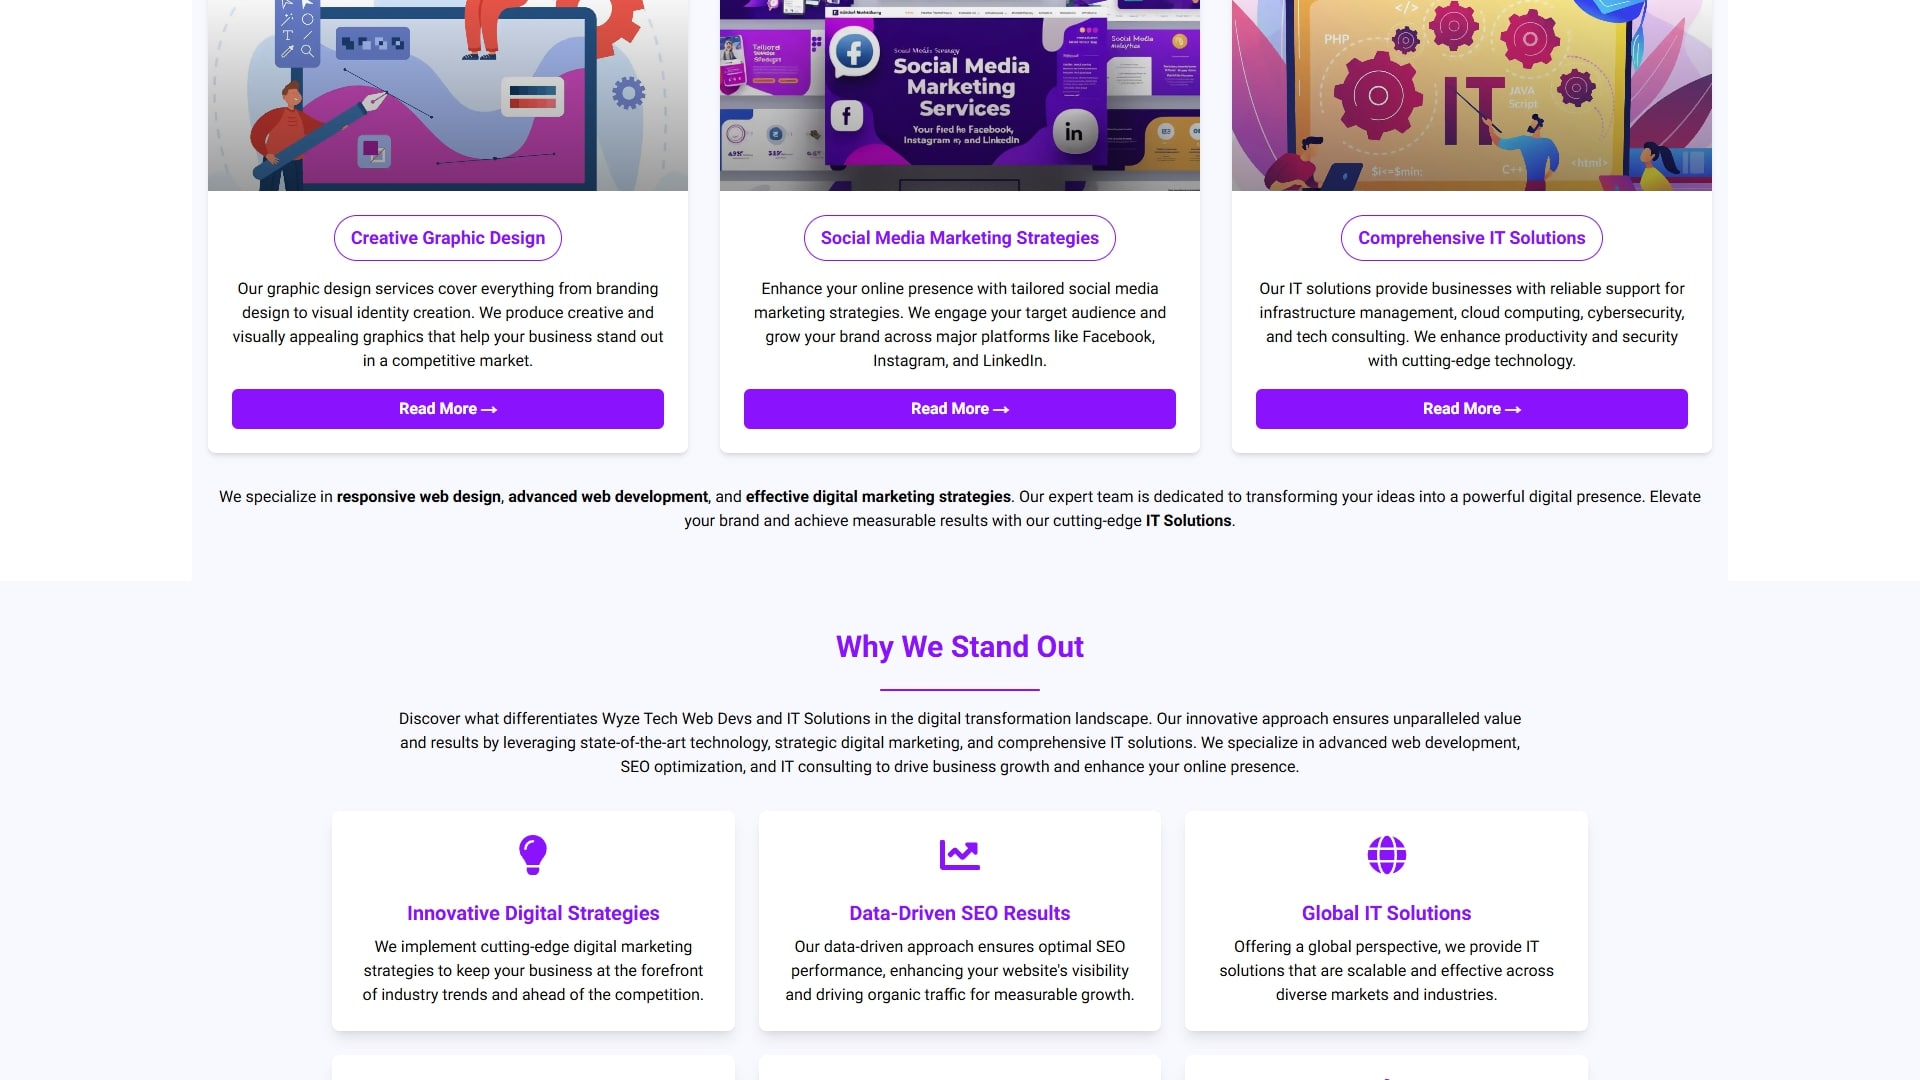 T
Social Media Strategy
Social Media
Marketing
Services
Instagram
and LinkedIn
in
f
f
Social Media
PHP
</>
IT
JAVA
Script
<html>
C++
$i<=$min;
Creative Graphic Design
Our graphic design services cover everything from branding
design to visual identity creation. We produce creative and
visually appealing graphics that help your business stand out
in a competitive market.
Read More →
Social Media Marketing Strategies
Enhance your online presence with tailored social media
marketing strategies. We engage your target audience and
grow your brand across major platforms like Facebook,
Instagram, and LinkedIn.
Read More →
Comprehensive IT Solutions
Our IT solutions provide businesses with reliable support for
infrastructure management, cloud computing, cybersecurity,
and tech consulting. We enhance productivity and security
with cutting-edge technology.
Read More →
We specialize in responsive web design, advanced web development, and effective digital marketing strategies. Our expert team is dedicated to transforming your ideas into a powerful digital presence. Elevate
your brand and achieve measurable results with our cutting-edge IT Solutions.
Why We Stand Out
Discover what differentiates Wyze Tech Web Devs and IT Solutions in the digital transformation landscape. Our innovative approach ensures unparalleled value
and results by leveraging state-of-the-art technology, strategic digital marketing, and comprehensive IT solutions. We specialize in advanced web development,
SEO optimization, and IT consulting to drive business growth and enhance your online presence.
Innovative Digital Strategies
We implement cutting-edge digital marketing
strategies to keep your business at the forefront
of industry trends and ahead of the competition.
Data-Driven SEO Results
Our data-driven approach ensures optimal SEO
performance, enhancing your website's visibility
and driving organic traffic for measurable growth.
Global IT Solutions
Offering a global perspective, we provide IT
solutions that are scalable and effective across
diverse markets and industries.